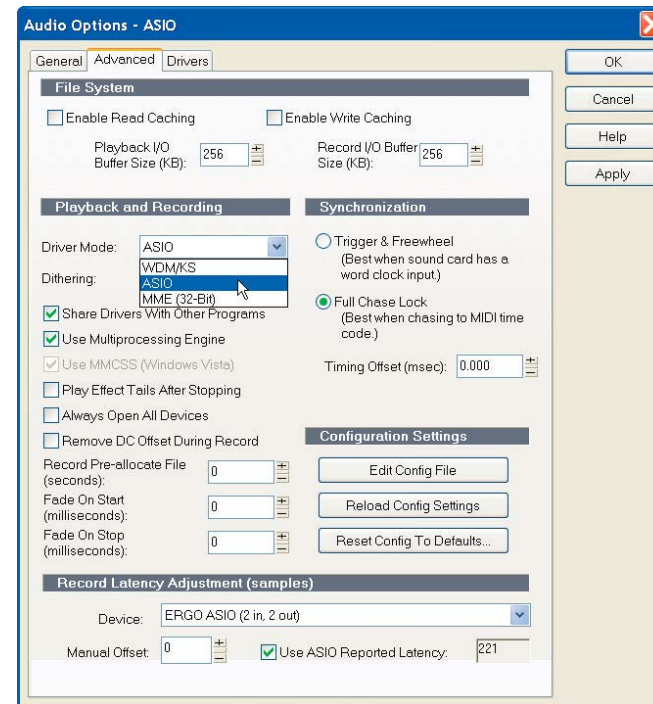 Audio Options - ASIO
General Advanced Drivers
OK
Cancel
Help
Apply
File System
Enable Read Caching
Enable Write Caching
Playback I/O
Buffer Size (KB):
256
Record I/O Buffer
Size (KB):
256
Playback and Recording
Driver Mode: ASIO
WDM/KS
ASIO
MME (32-Bit)
Dithering:
Share Drivers With Other Programs
Use Multiprocessing Engine
Use MMCSS (Windows Vista)
Play Effect Tails After Stopping
Always Open All Devices
Remove DC Offset During Record
Record Pre-allocate File
(seconds):
0
Fade On Start
(milliseconds):
0
Fade On Stop
(milliseconds):
0
Synchronization
Trigger & Freewheel
(Best when sound card has a
word clock input.)
Full Chase Lock
(Best when chasing to MIDI time
code.)
Timing Offset (msec): 0.000
Configuration Settings
Edit Config File
Reload Config Settings
Reset Config To Defaults...
Record Latency Adjustment (samples)
Device: ERGO ASIO (2 in, 2 out)
Manual Offset: 0
Use ASIO Reported Latency: 221